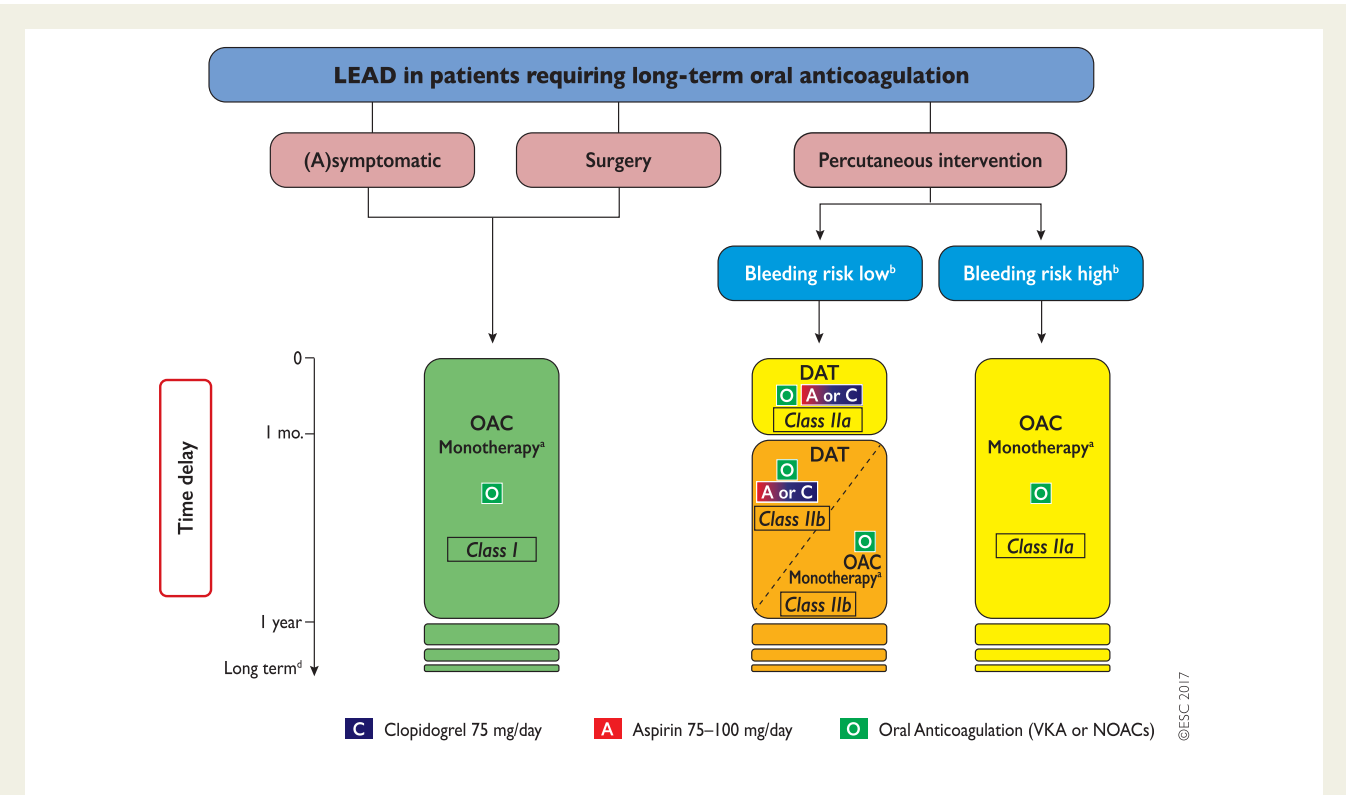 LEAD in patients requiring long-term oral anticoagulation
(A)symptomatic
Surgery
Percutaneous intervention
Bleeding risk lowᵇ
Bleeding risk highᵇ
Time delay
0
1 mo.
1 year
Long termᵈ
OAC
Monotherapyᵃ
O
Class I
DAT
O A or C
Class IIa
DAT
O
A or C
Class IIb
O
OAC
Monotherapyᵃ
Class IIb
OAC
Monotherapyᵃ
O
Class IIa
C Clopidogrel 75 mg/day
A Aspirin 75–100 mg/day
O Oral Anticoagulation (VKA or NOACs)
©ESC 2017